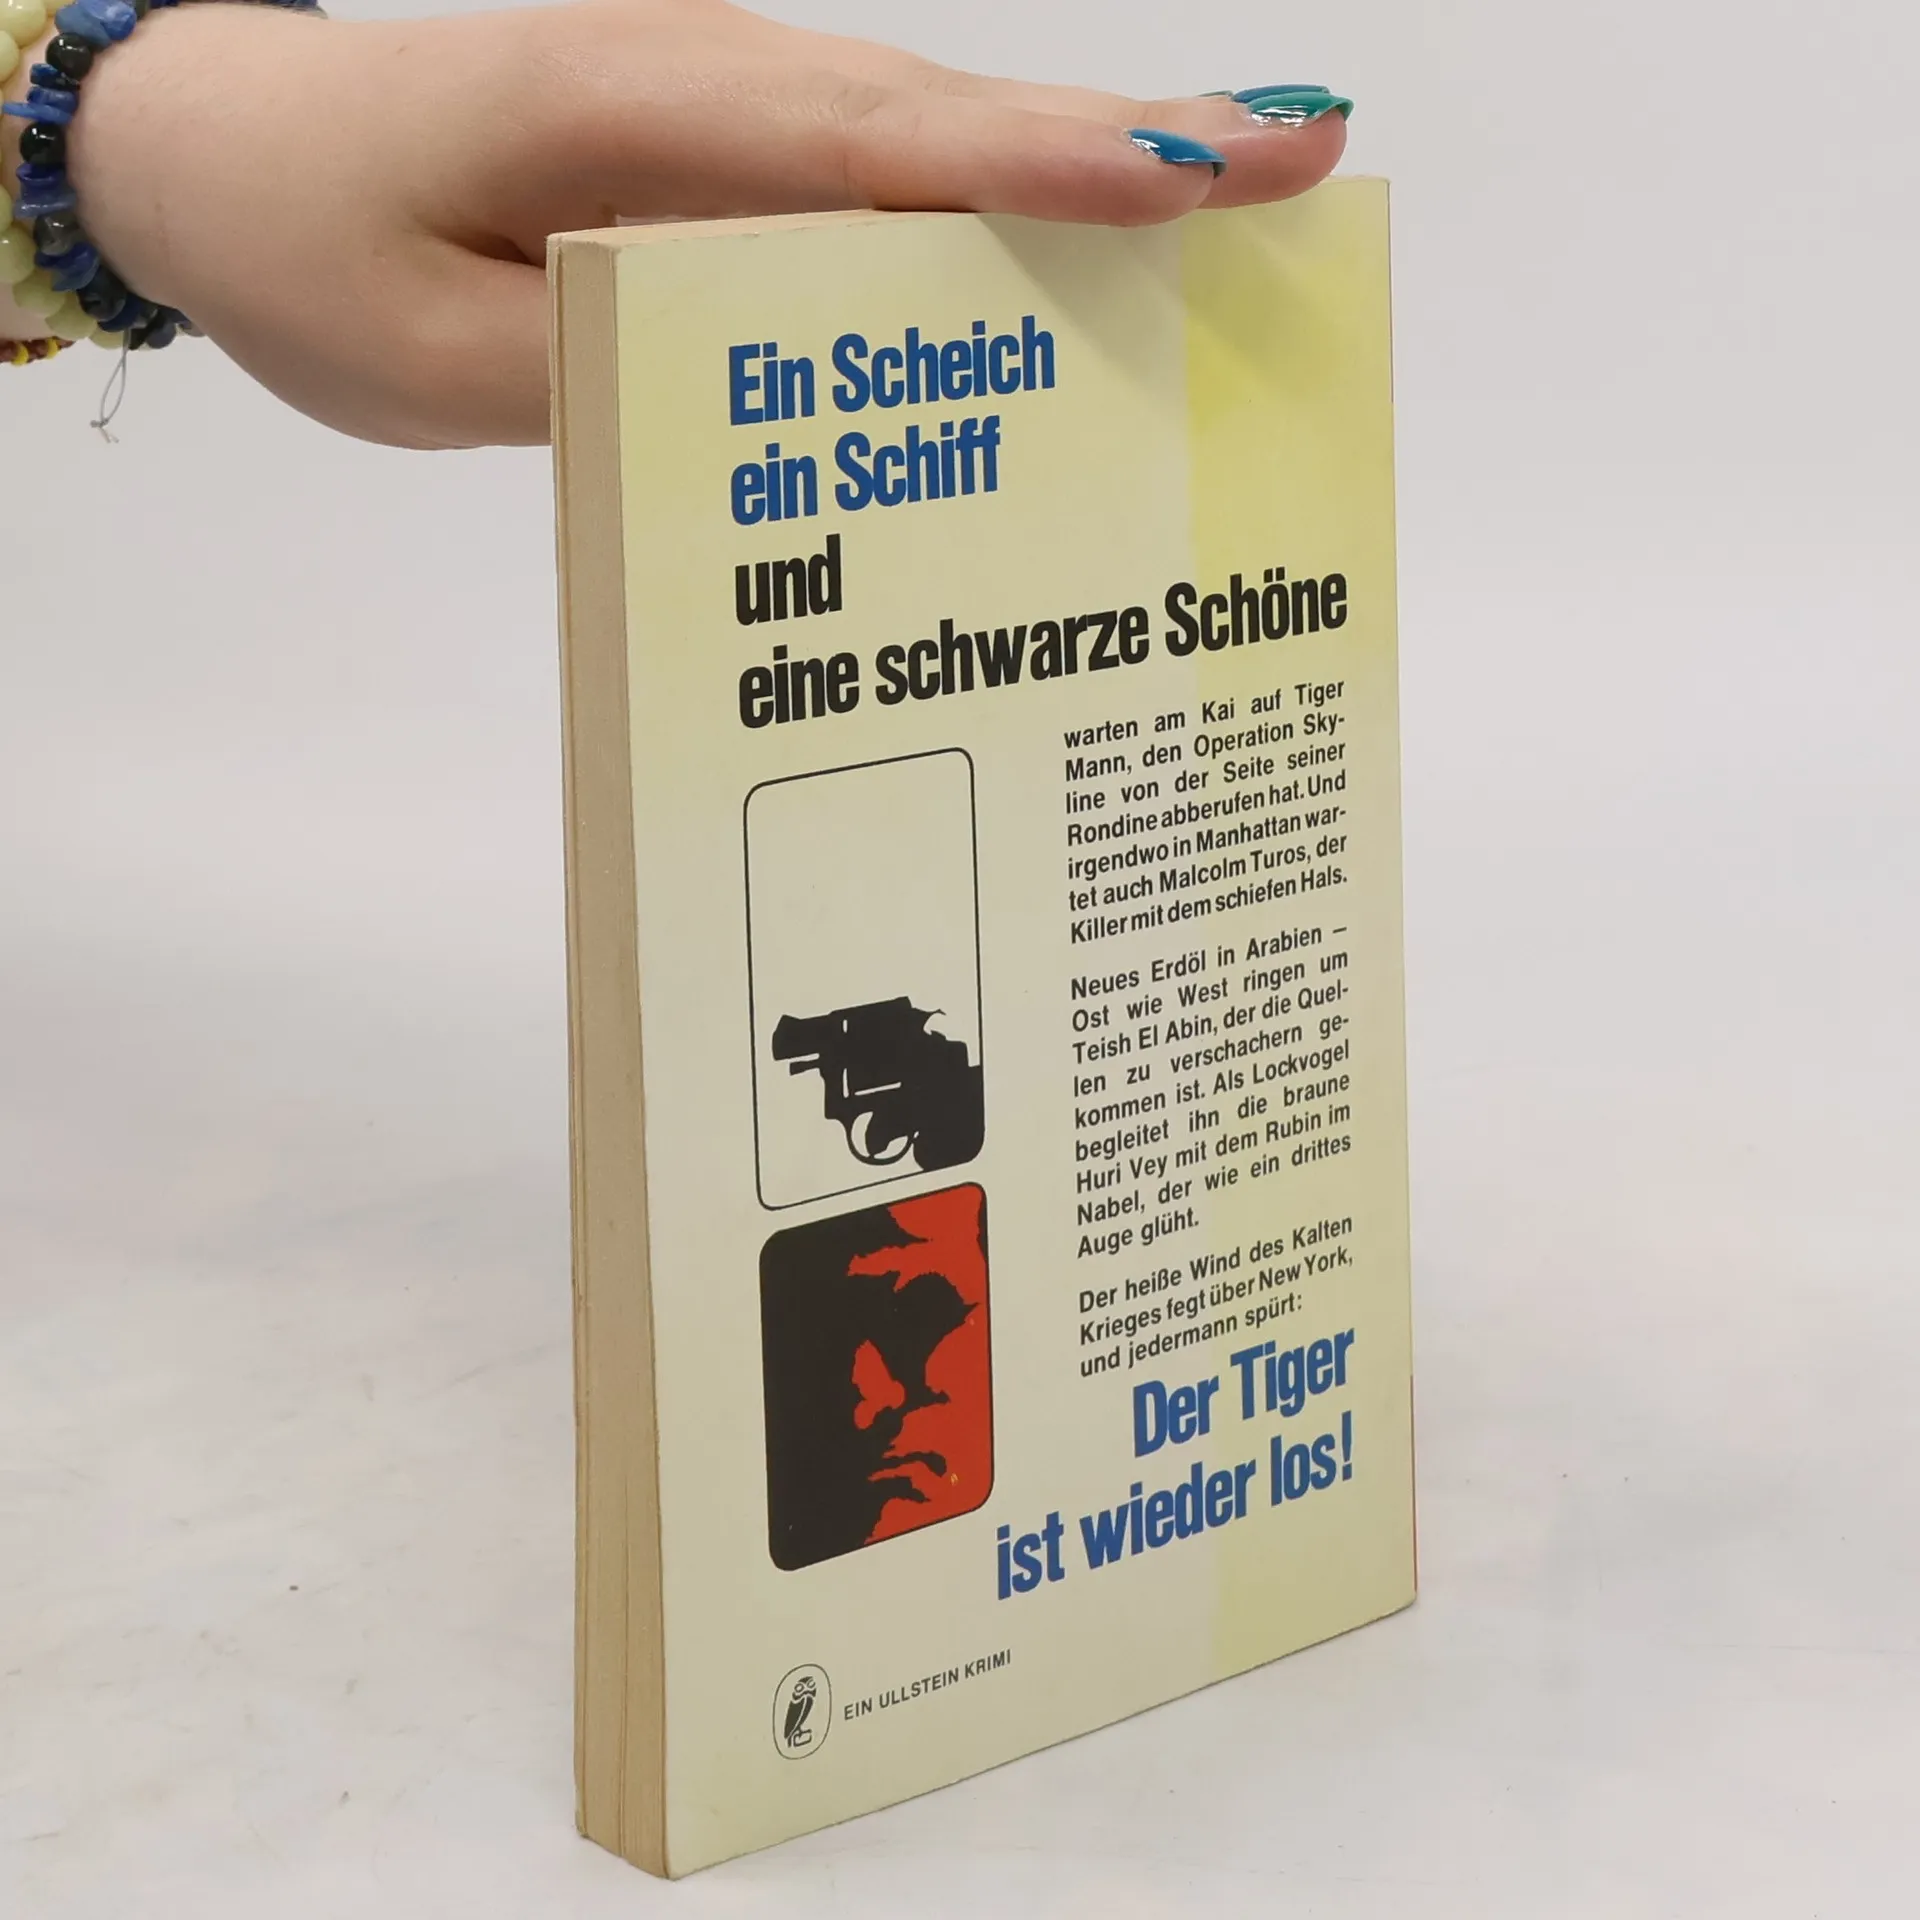 Ein Scheich
ein Schiff
und
eine schwarze Schöne
warten am Kai auf Tiger
Mann, den Operation Sky-
line von der Seite seiner
Rondine abberufen hat. Und
irgendwo in Manhattan war-
tet auch Malcolm Turos, der
Killer mit dem schiefen Hals.
Neues Erdöl in Arabien –
Ost wie West ringen um
Teish El Abin, der die Quel-
len zu verschachern ge-
kommen ist. Als Lockvogel
begleitet ihn die braune
Huri Vey mit dem Rubin im
Nabel, der wie ein drittes
Auge glüht.
Der heiße Wind des Kalten
Krieges fegt über New York,
und jedermann spürt:
Der Tiger
ist wieder los!
EIN ULLSTEIN KRIMI